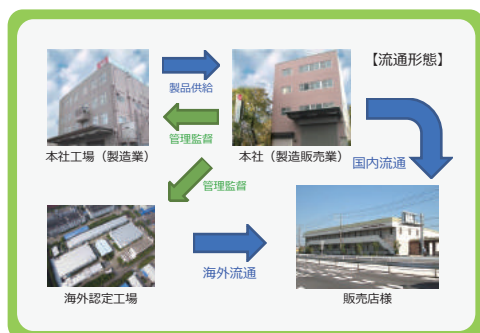 【流通形態】
製品供給
管理監督
本社工場（製造業）
本社（製造販売業）
国内流通
管理監督
海外流通
海外認定工場
販売店様